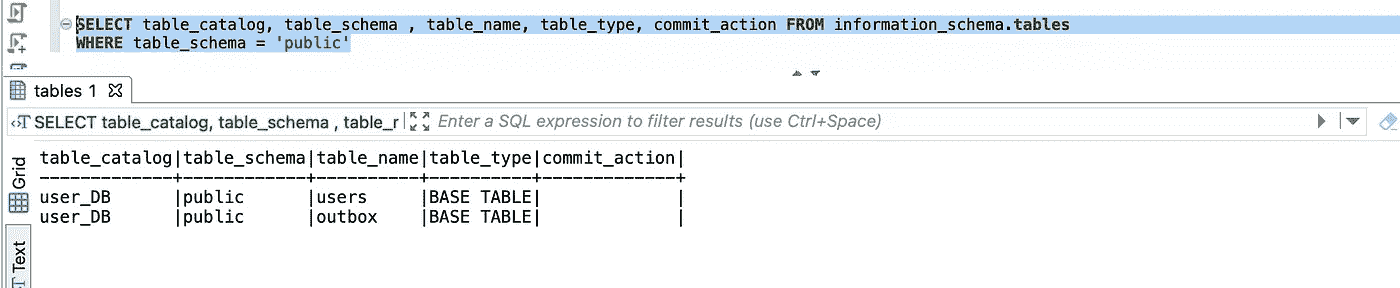 SELECT table_catalog, table_schema , table_name, table_type, commit_action FROM information_schema.tables
WHERE table_schema = 'public'
tables 1
SELECT table_catalog, table_schema , table_r
Enter a SQL expression to filter results (use Ctrl+Space)
Grid
Text
table_catalog|table_schema|table_name|table_type|commit_action|
-------------+------------+----------+----------+-------------+
user_DB      |public      |users     |BASE TABLE|             |
user_DB      |public      |outbox    |BASE TABLE|             |